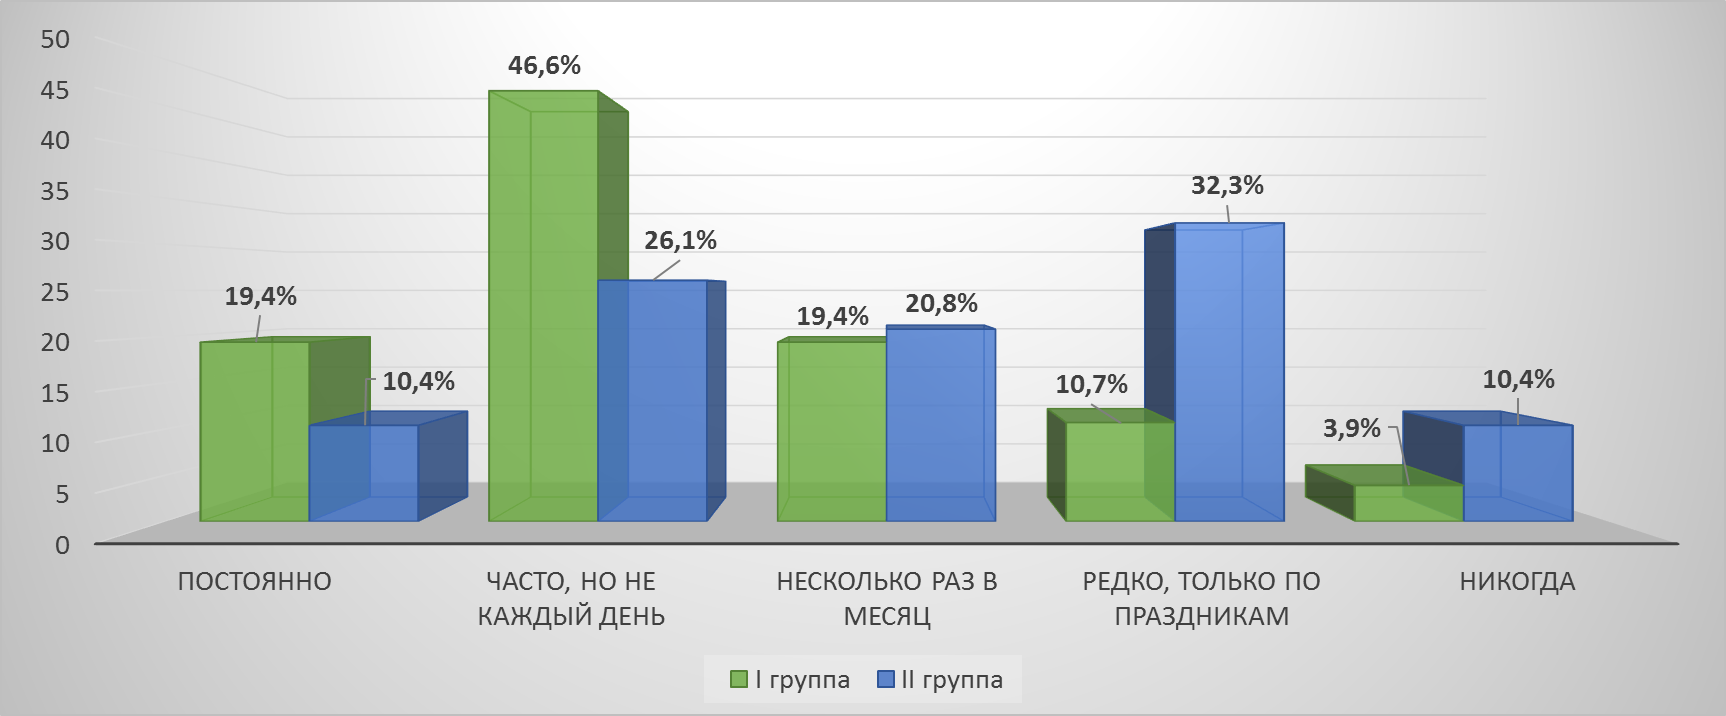 50
45
40
35
30
25
20
15
10
5
0
19,4%
10,4%
46,6%
26,1%
19,4%
20,8%
10,7%
32,3%
3,9%
10,4%
ПОСТОЯННО
ЧАСТО, НО НЕ
КАЖДЫЙ ДЕНЬ
НЕСКОЛЬКО РАЗ В
МЕСЯЦ
РЕДКО, ТОЛЬКО ПО
ПРАЗДНИКАМ
НИКОГДА
I группа
II группа